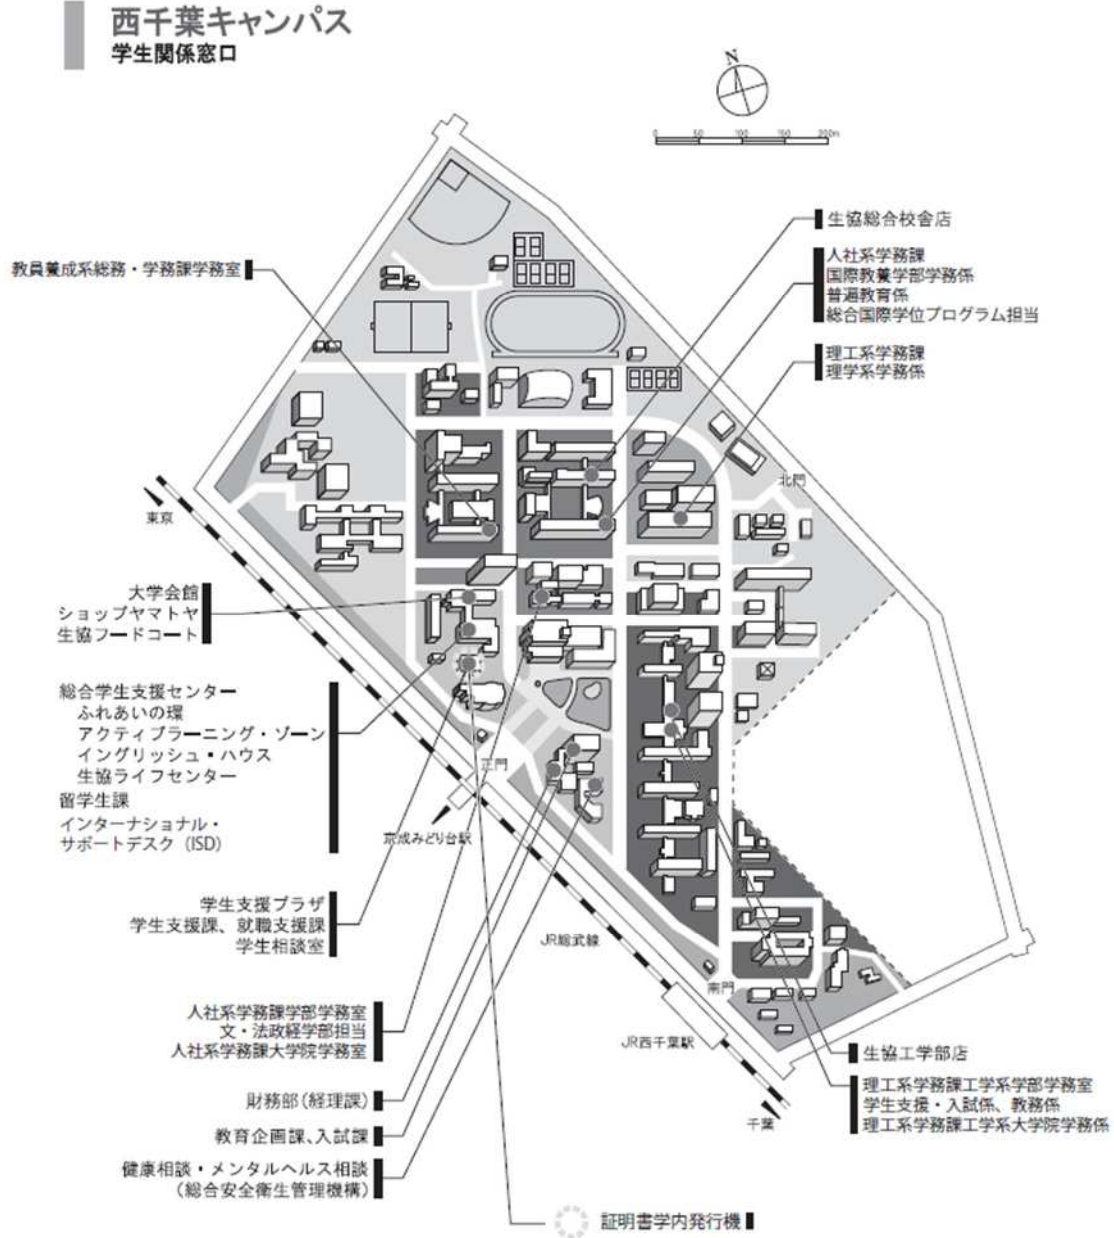 西千葉キャンパス
学生関係窓口
N
0 50 100 150 200m
生協総合校舎店
人社系学務課
国際教養学部学務係
普遍教育係
総合国際学位プログラム担当
教員養成系総務・学務課学務室
理工系学務課
理学系学務係
北門
東京
大学会館
ショップヤマトヤ
生協フードコート
総合学生支援センター
ふれあいの環
アクティブラーニング・ゾーン
イングリッシュ・ハウス
生協ライフセンター
留学生課
インターナショナル・
サポートデスク（ISD）
正門
京成みどり台駅
学生支援プラザ
学生支援課、就職支援課
学生相談室
JR総武線
南門
人社系学務課学部学務室
文・法政経学部担当
人社系学務課大学院学務室
JR西千葉駅
生協工学部店
財務部（経理課）
理工系学務課工学系学部学務室
学生支援・入試係、教務係
理工系学務課工学系大学院学務係
千葉
教育企画課、入試課
健康相談・メンタルヘルス相談
（総合安全衛生管理機構）
証明書学内発行機